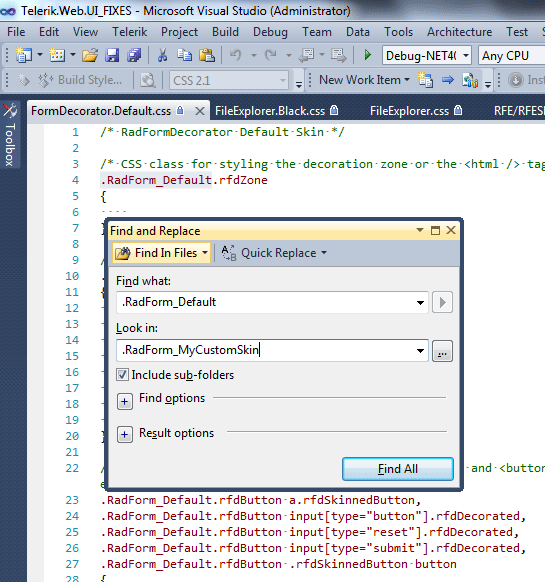 Telerik.Web.UI_FIXES - Microsoft Visual Studio (Administrator)
File Edit View Project Build Debug Team Data Tools Architecture Test
Debug-NET40 Any CPU
Build Style... CSS 2.1 New Work Item Inst
Toolbox
FormDecorator.Default.css FileExplorer.Black.css FileExplorer.css RFE/RFES
1 /* RadFormDecorator Default Skin */
2
3 /* CSS class for styling the decoration zone or the <html /> tag
4 .RadForm_Default.rfdZone
5 {
6
7
8
9
10
11 {
12
13
14
15
16
17
18
19
20 }
21
22 / and <button
e
23 .RadForm_Default.rfdButton a.rfdSkinnedButton,
24 .RadForm_Default.rfdButton input[type="button"].rfdDecorated,
25 .RadForm_Default.rfdButton input[type="reset"].rfdDecorated,
26 .RadForm_Default.rfdButton input[type="submit"].rfdDecorated,
27 .RadForm_Default.rfdButton .rfdSkinnedButton button
28 {
Find and Replace
Find In Files Quick Replace
Find what:
.RadForm_Default
Look in:
.RadForm_MyCustomSkin
...
Include sub-folders
Find options
Result options
Find All